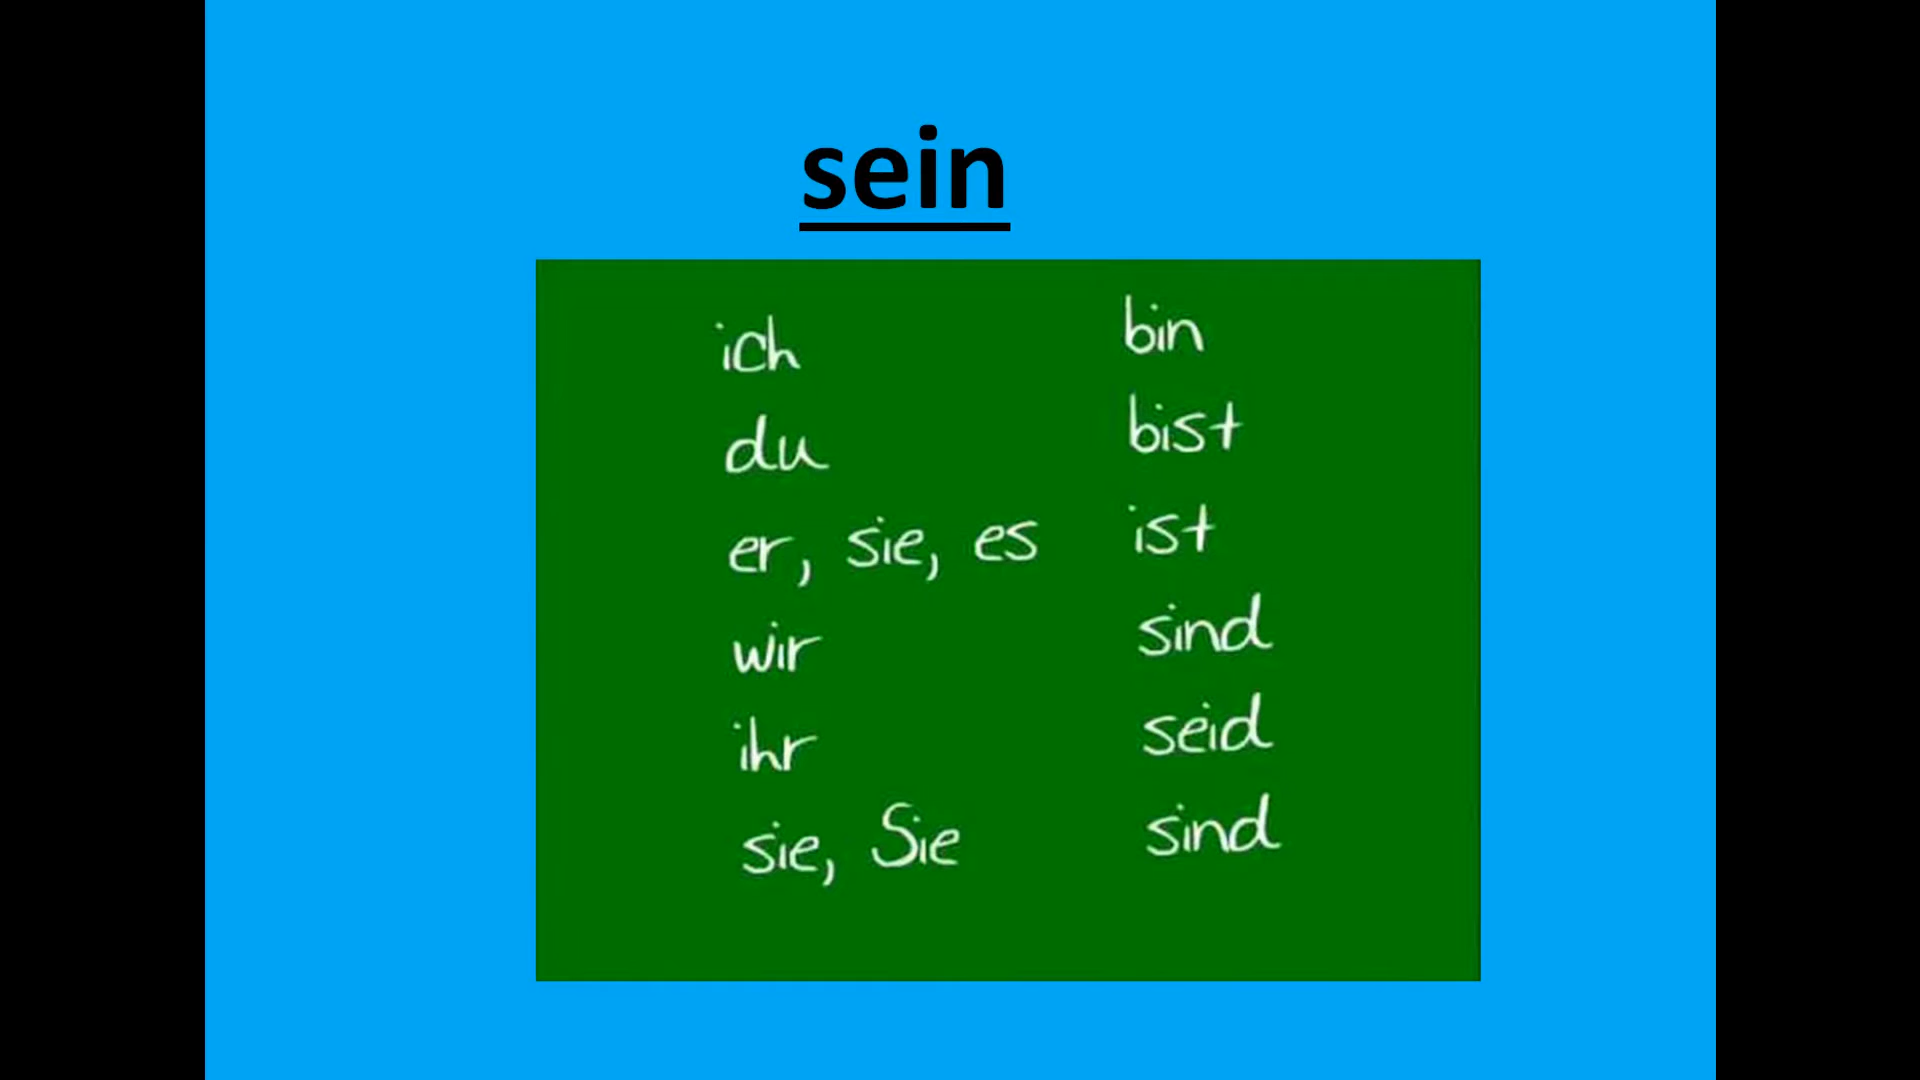 sein
ich bin
du bist
er, sie, es ist
wir sind
ihr seid
sie, Sie sind